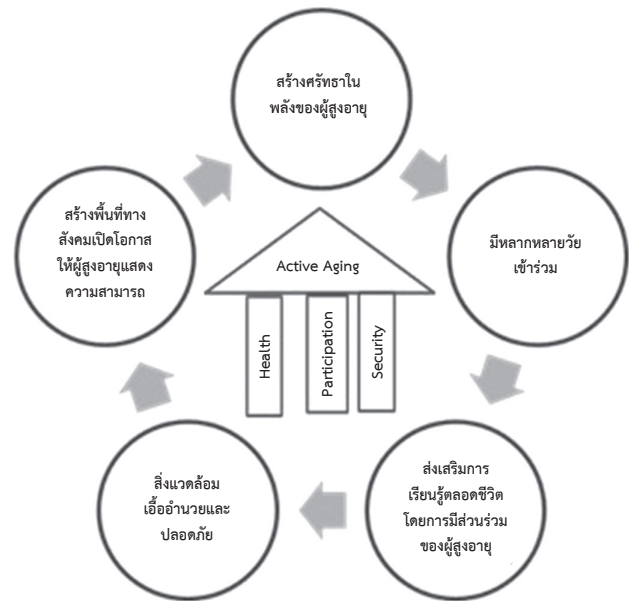 สร้างศรัทธาใน
พลังของผู้สูงอายุ
มีหลากหลายวัย
เข้าร่วม
ส่งเสริมการ
เรียนรู้ตลอดชีวิต
โดยการมีส่วนร่วม
ของผู้สูงอายุ
สิ่งแวดล้อม
เอื้ออำนวยและ
ปลอดภัย
สร้างพื้นที่ทาง
สังคมเปิดโอกาส
ให้ผู้สูงอายุแสดง
ความสามารถ
Active Aging
Health
Participation
Security